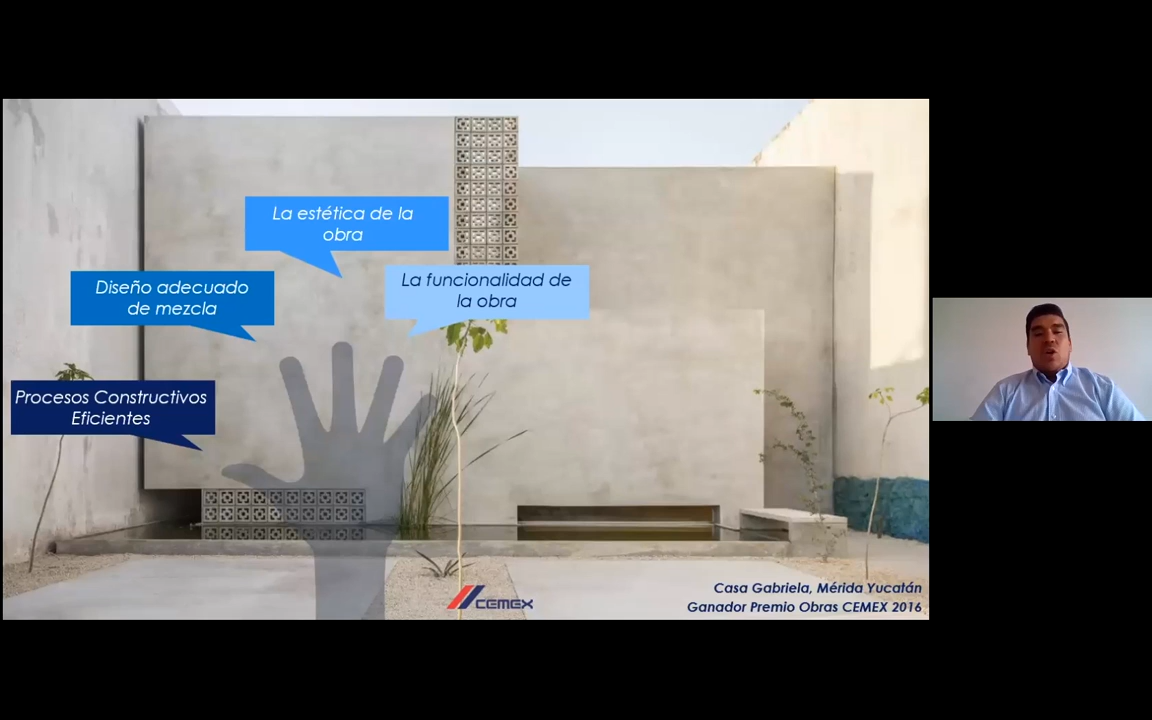 La estética de la
obra
La funcionalidad de
la obra
Diseño adecuado
de mezcla
Procesos Constructivos
Eficientes
CEMEX
Casa Gabriela, Mérida Yucatán
Ganador Premio Obras CEMEX 2016